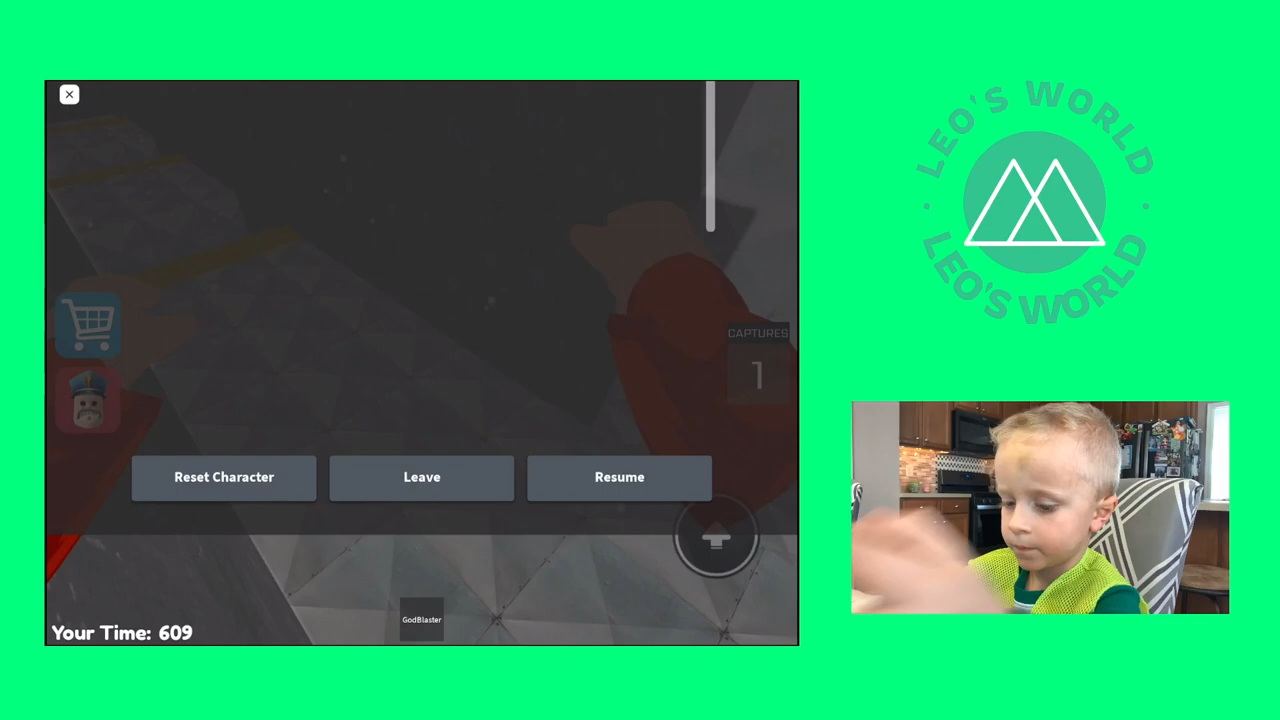 LEO'S WORLD
LEO'S WORLD
CAPTURES
1
Reset Character
Leave
Resume
GodBlaster
Your Time: 609